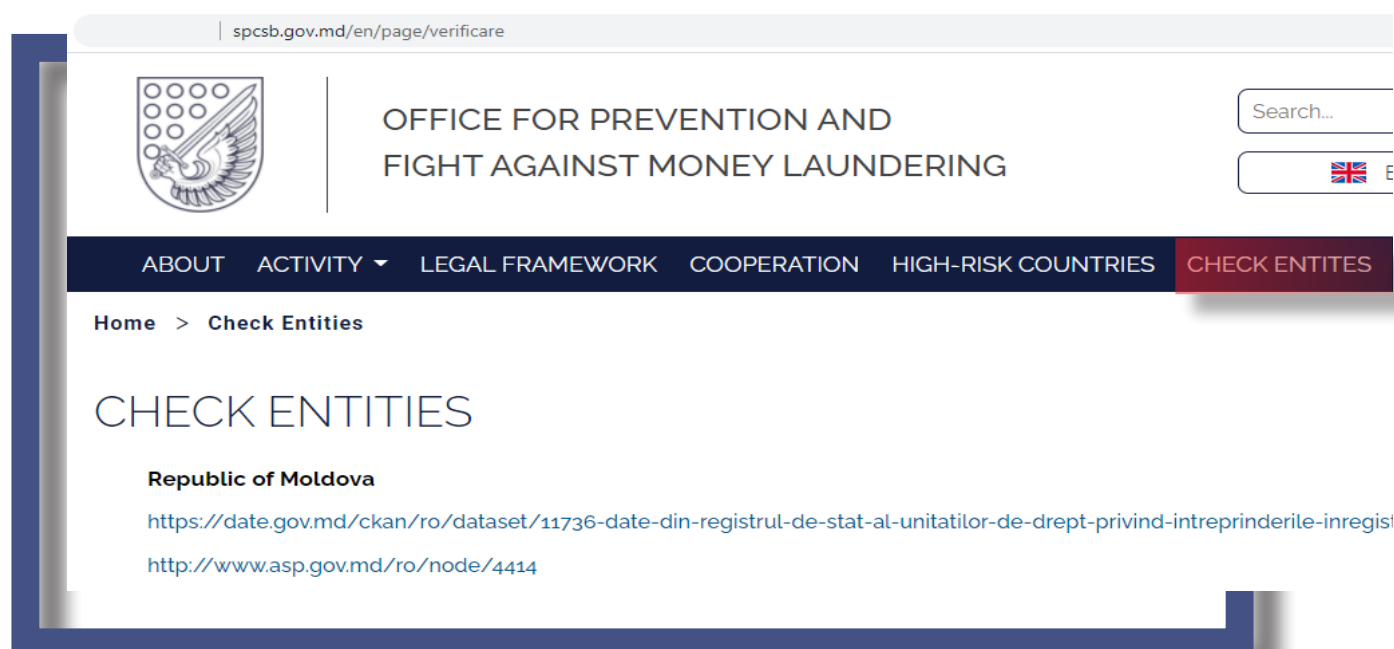 spcsb.gov.md/en/page/verificare
OFFICE FOR PREVENTION AND
FIGHT AGAINST MONEY LAUNDERING
Search...
E
ABOUT ACTIVITY LEGAL FRAMEWORK COOPERATION HIGH-RISK COUNTRIES CHECK ENTITES
Home > Check Entities
CHECK ENTITIES
Republic of Moldova
https://date.gov.md/ckan/ro/dataset/11736-date-din-registrul-de-stat-al-unitatilor-de-drept-privind-intreprinderile-inregist
http://www.asp.gov.md/ro/node/4414